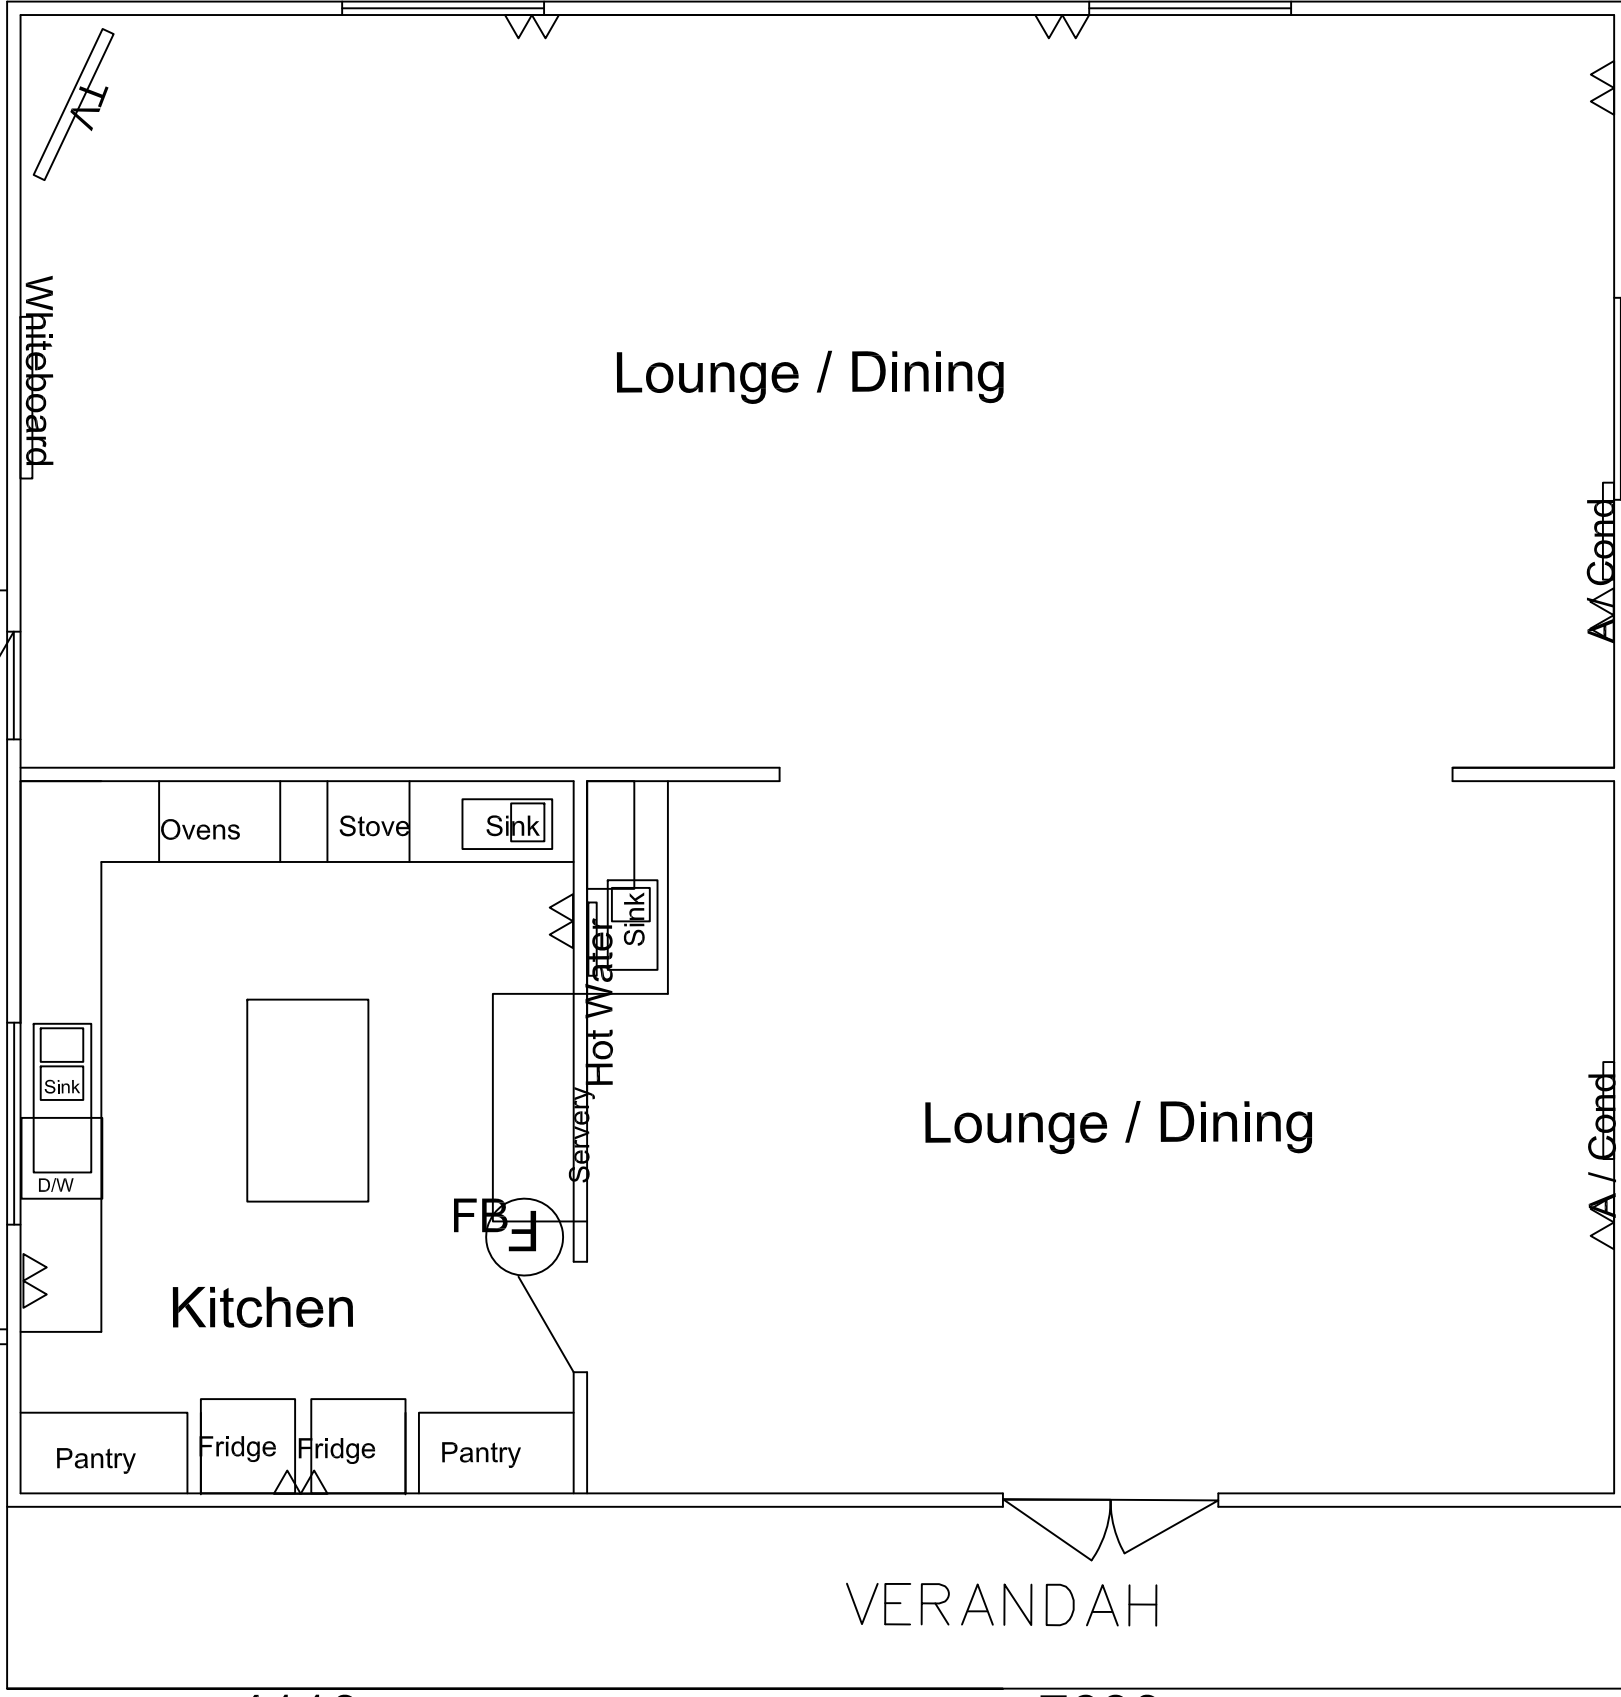 TV
Whiteboard
Lounge / Dining
A / Cond
Ovens
Stove
Sink
Sink
Hot Water
Sink
D/W
Servery
FB
F
Lounge / Dining
A / Cond
Kitchen
Pantry
Fridge
Fridge
Pantry
VERANDAH